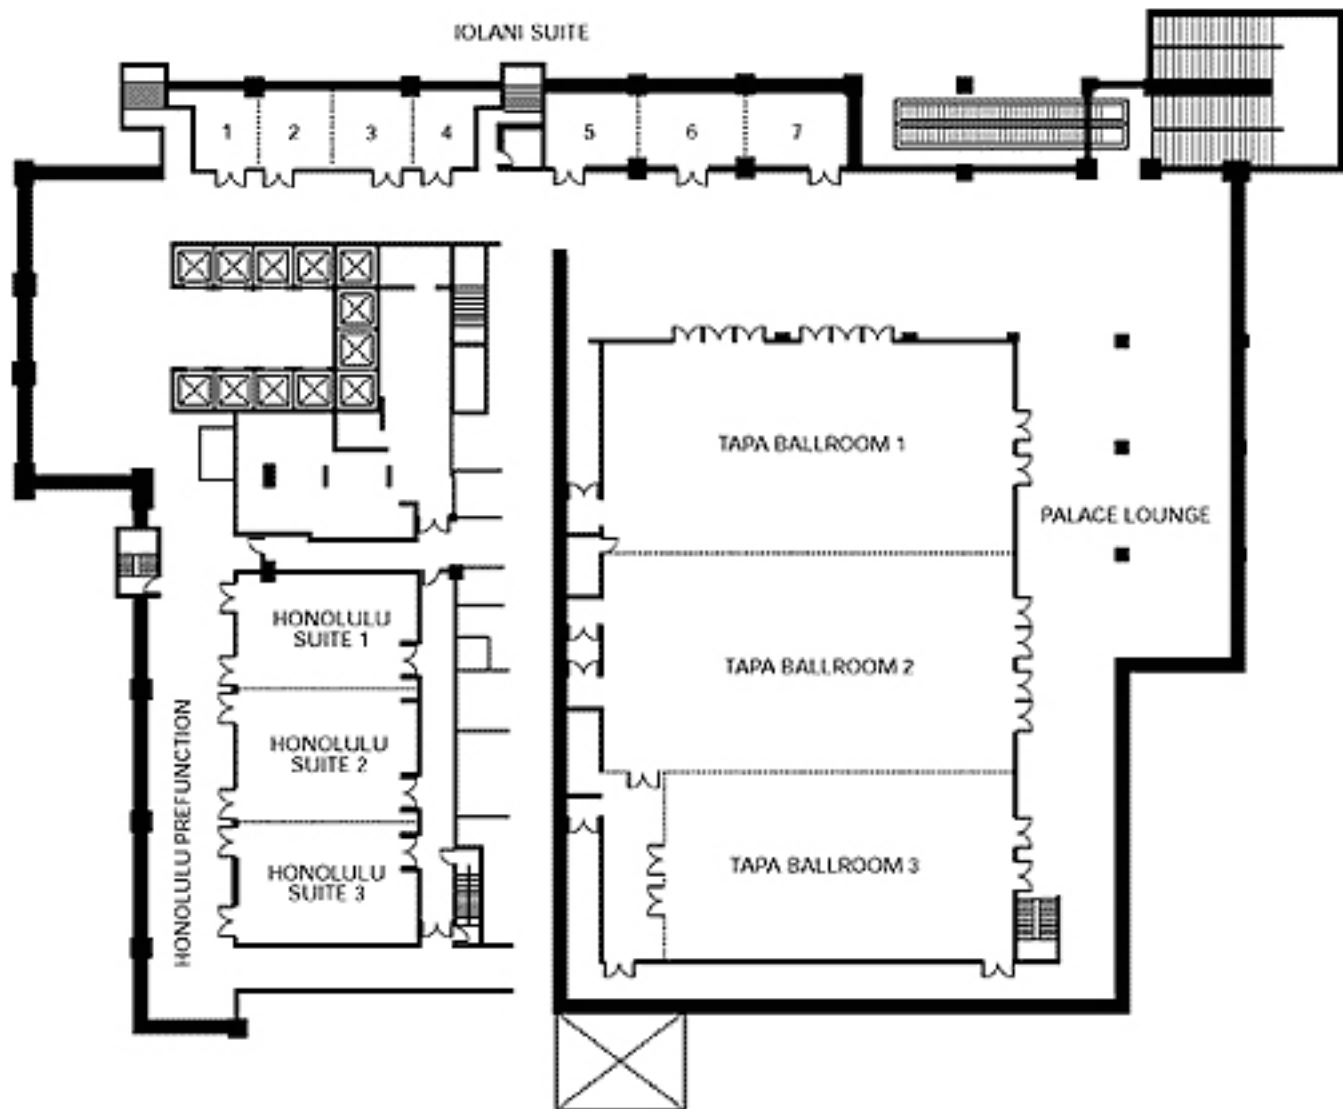 IOLANI SUITE
1
2
3
4
5
6
7
TAPA BALLROOM 1
PALACE LOUNGE
HONOLULU
SUITE 1
TAPA BALLROOM 2
HONOLULU PREFUNCTION
HONOLULU
SUITE 2
TAPA BALLROOM 3
HONOLULU
SUITE 3